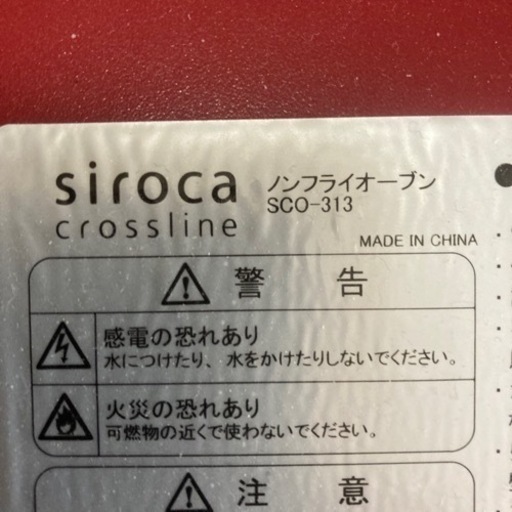 siroca
crossline
ノンフライオーブン
SCO-313
MADE IN CHINA
警 告
感電の恐れあり
水につけたり、水をかけたりしないでください。
火災の恐れあり
可燃物の近くで使わないでください。
注 意